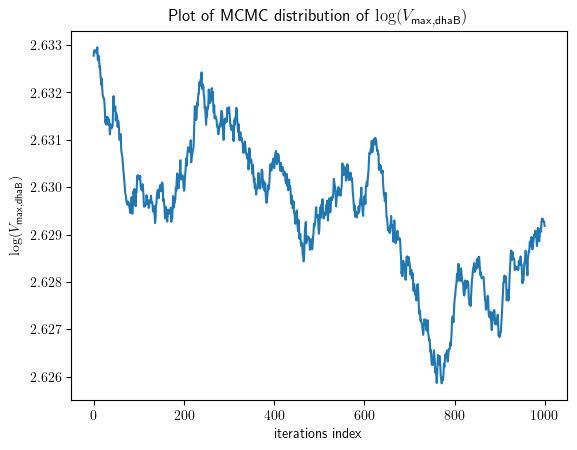 Plot of MCMC distribution of log(V_max,dhaB)
2.633
2.632
2.631
2.630
2.629
2.628
2.627
2.626
log(V_max,dhaB)
0 200 400 600 800 1000
iterations index